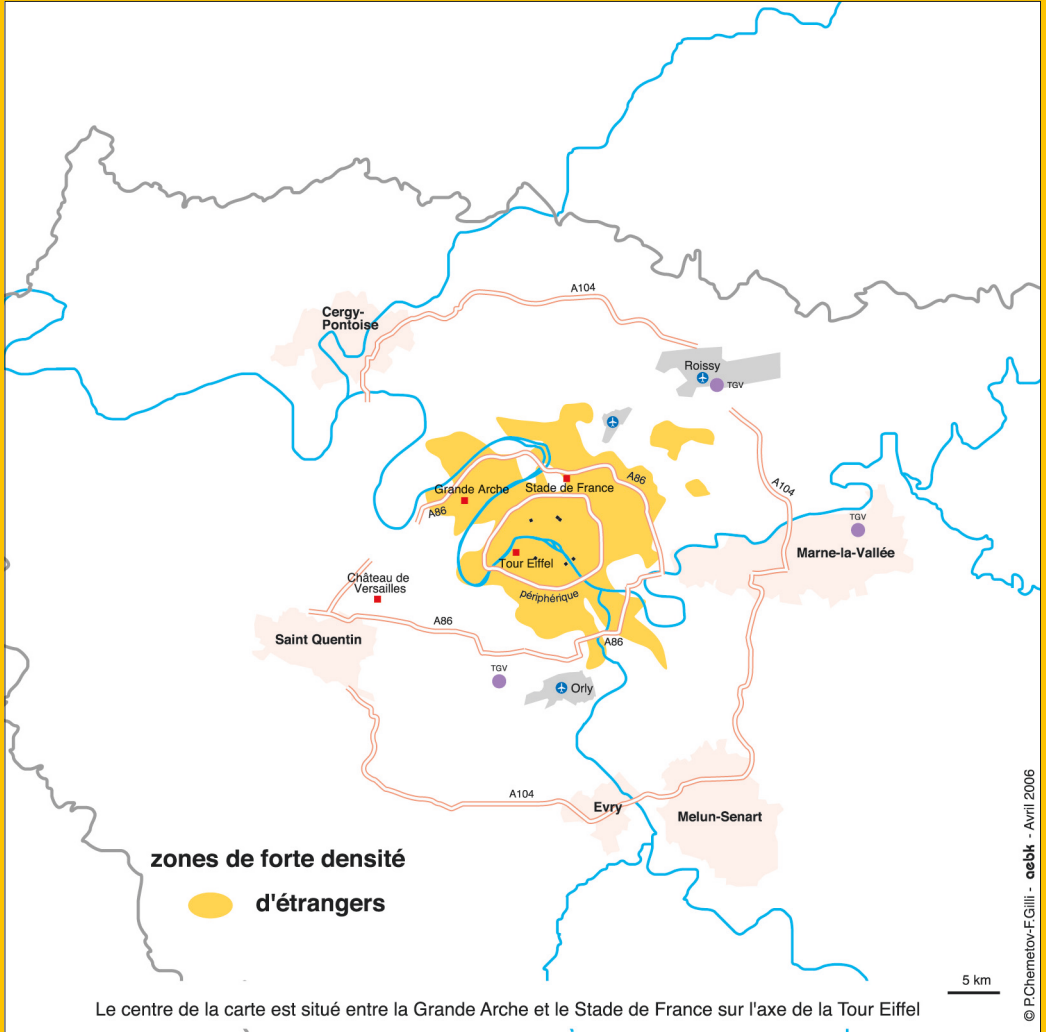 A104
Cergy-
Pontoise
Roissy
TGV
A86
Grande Arche
Stade de France
A86
A104
TGV
Marne-la-Vallée
Tour Eiffel
Château de
Versailles
périphérique
A86
A86
Saint Quentin
TGV
Orly
A104
Evry
Melun-Senart
zones de forte densité
d'étrangers
5 km
Le centre de la carte est situé entre la Grande Arche et le Stade de France sur l'axe de la Tour Eiffel
© P.Chemetov-F.Gilli - aebk - Avril 2006